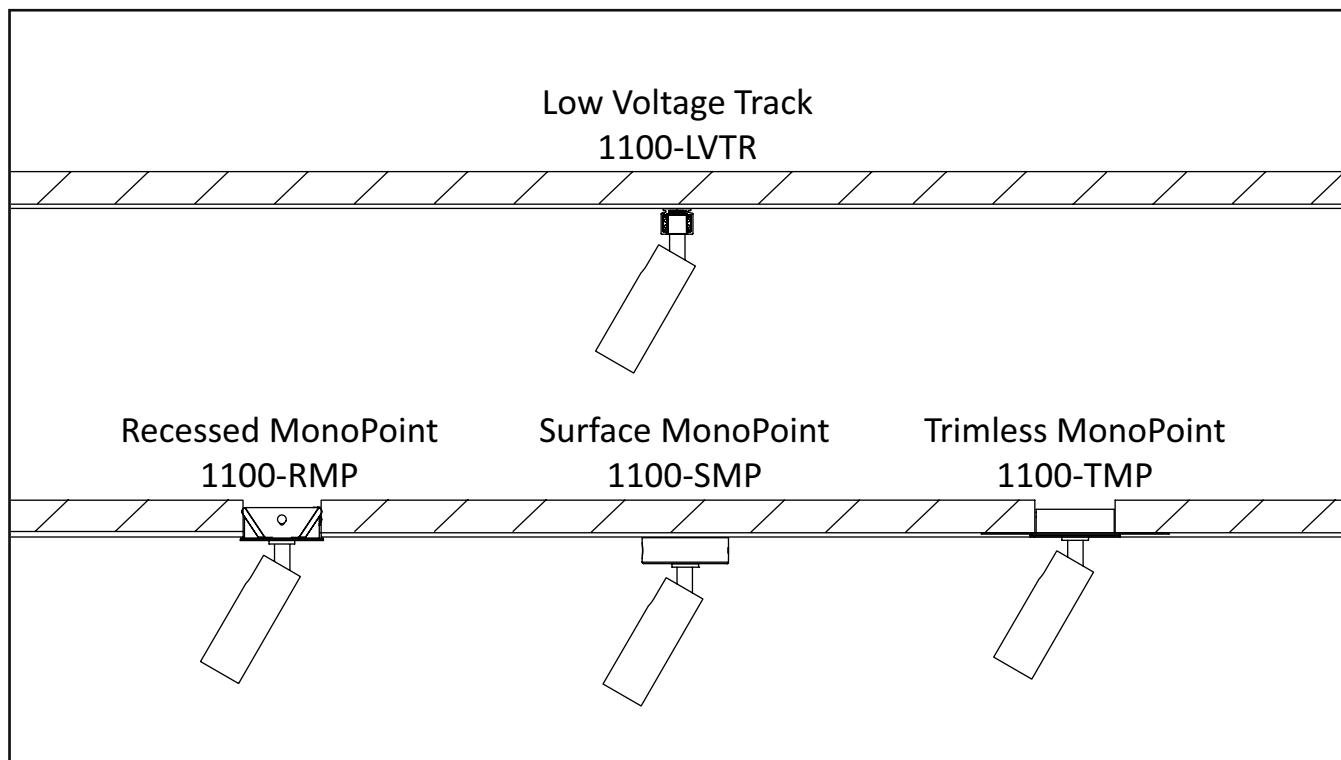 Low Voltage Track
1100-LVTR
Recessed MonoPoint
1100-RMP
Surface MonoPoint
1100-SMP
Trimless MonoPoint
1100-TMP